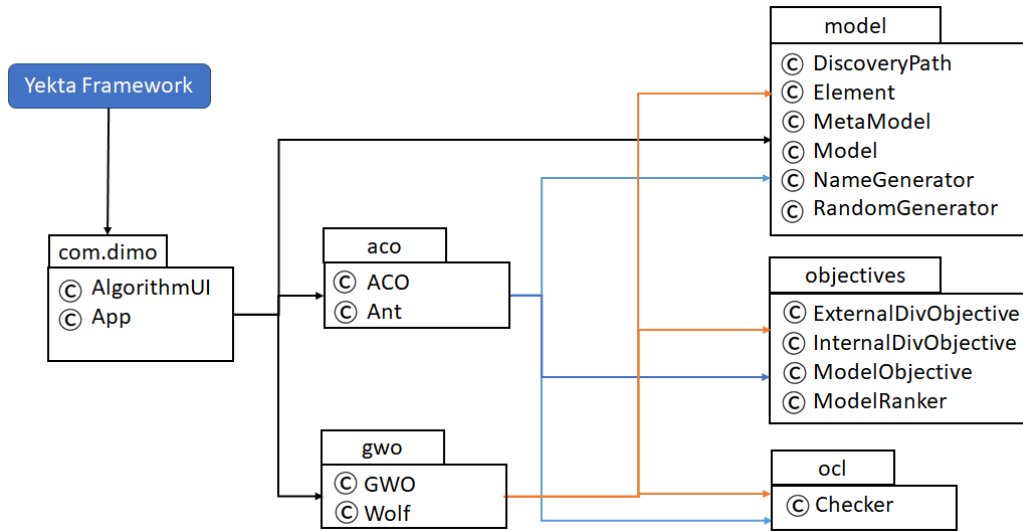 Yekta Framework
com.dimo
C AlgorithmUI
C App
aco
C ACO
C Ant
gwo
C GWO
C Wolf
model
C DiscoveryPath
C Element
C MetaModel
C Model
C NameGenerator
C RandomGenerator
objectives
C ExternalDivObjective
C InternalDivObjective
C ModelObjective
C ModelRanker
ocl
C Checker